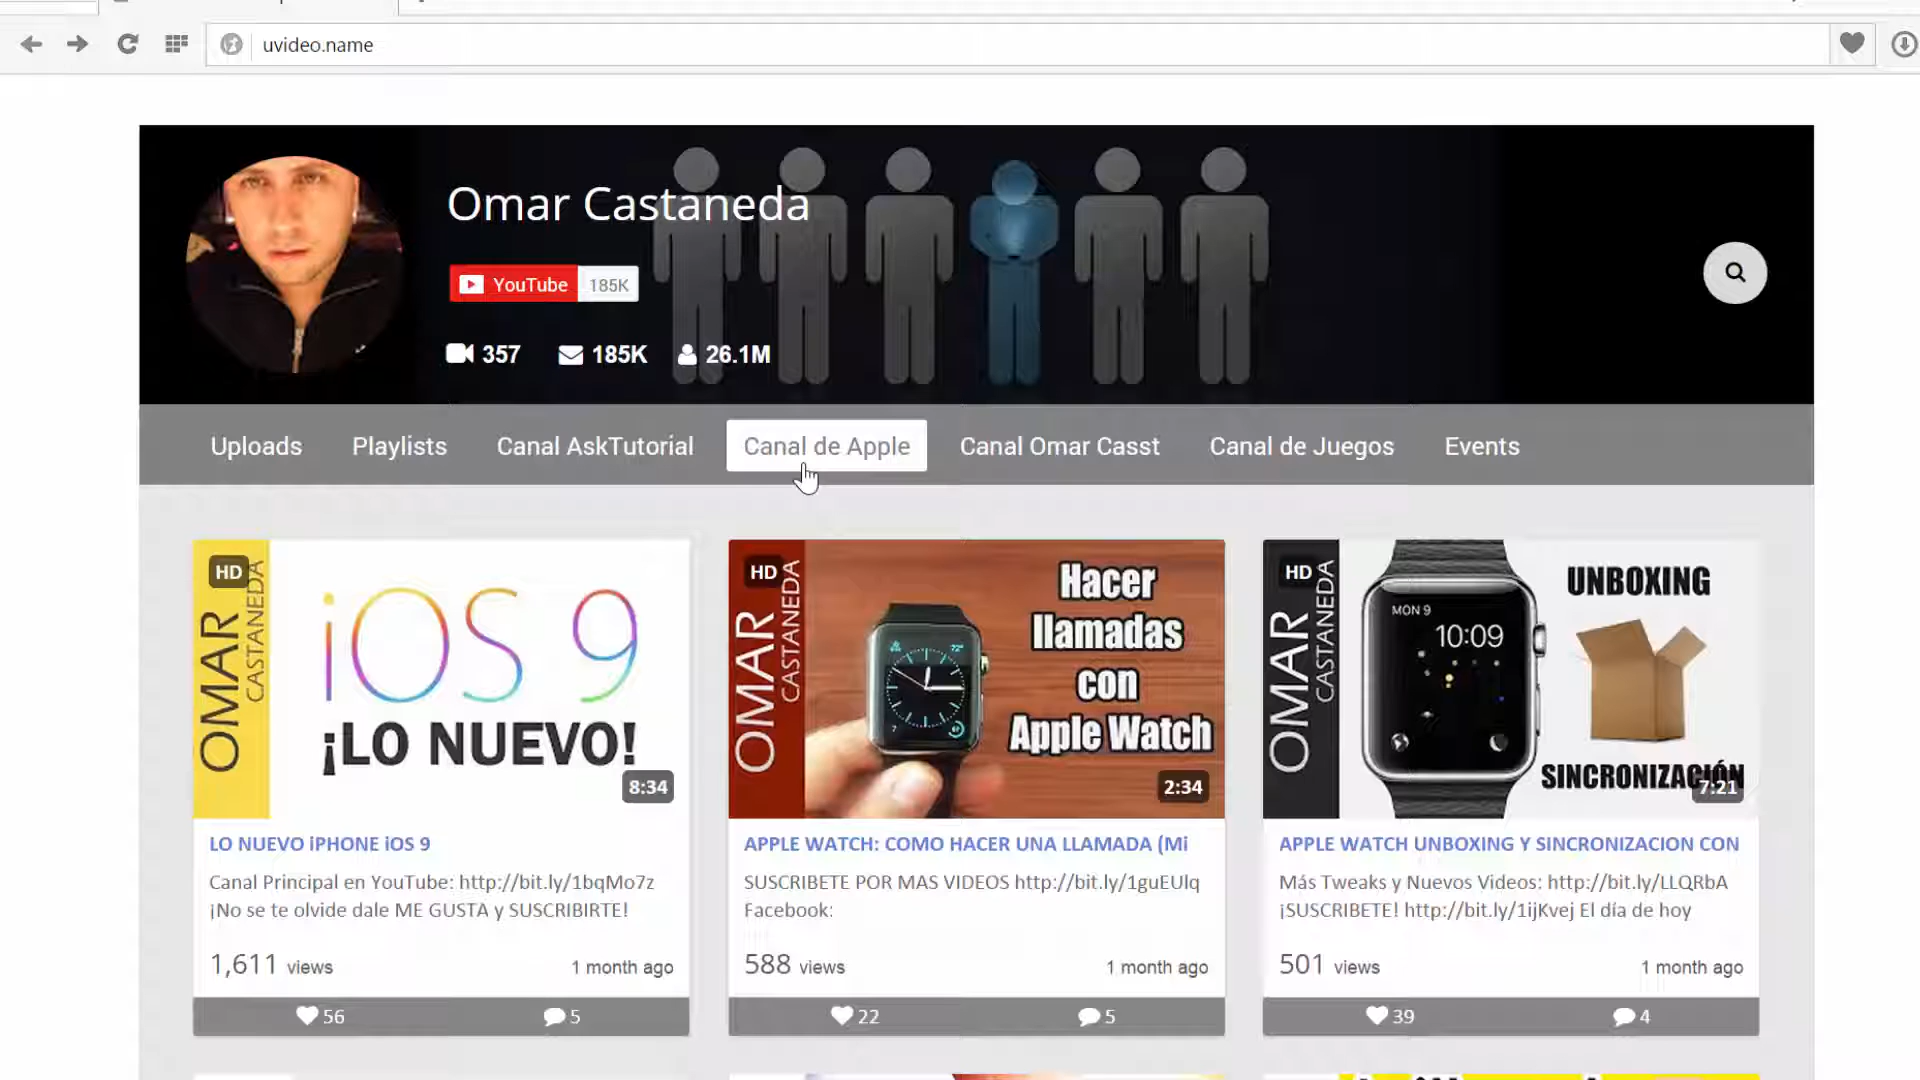 uvideo.name
Omar Castaneda
YouTube 185K
357 185K 26.1M
Uploads Playlists Canal AskTutorial Canal de Apple Canal Omar Casst Canal de Juegos Events
HD
OMAR
CASTANEDA
iOS 9
¡LO NUEVO!
8:34
LO NUEVO iPHONE iOS 9
Canal Principal en YouTube: http://bit.ly/1bqMo7z
¡No se te olvide dale ME GUSTA y SUSCRIBIRTE!
1,611 views 1 month ago
56 5
HD
OMAR
CASTANEDA
Hacer
llamadas
con
Apple Watch
2:34
APPLE WATCH: COMO HACER UNA LLAMADA (Mi
SUSCRIBETE POR MAS VIDEOS http://bit.ly/1guEUlq
Facebook:
588 views 1 month ago
22 5
HD
OMAR
CASTANEDA
MON 9
10:09
UNBOXING
SINCRONIZACIÓN
7:21
APPLE WATCH UNBOXING Y SINCRONIZACION CON
Más Tweaks y Nuevos Videos: http://bit.ly/LLQRbA
¡SUSCRIBETE! http://bit.ly/1ijKvej El día de hoy
501 views 1 month ago
39 4